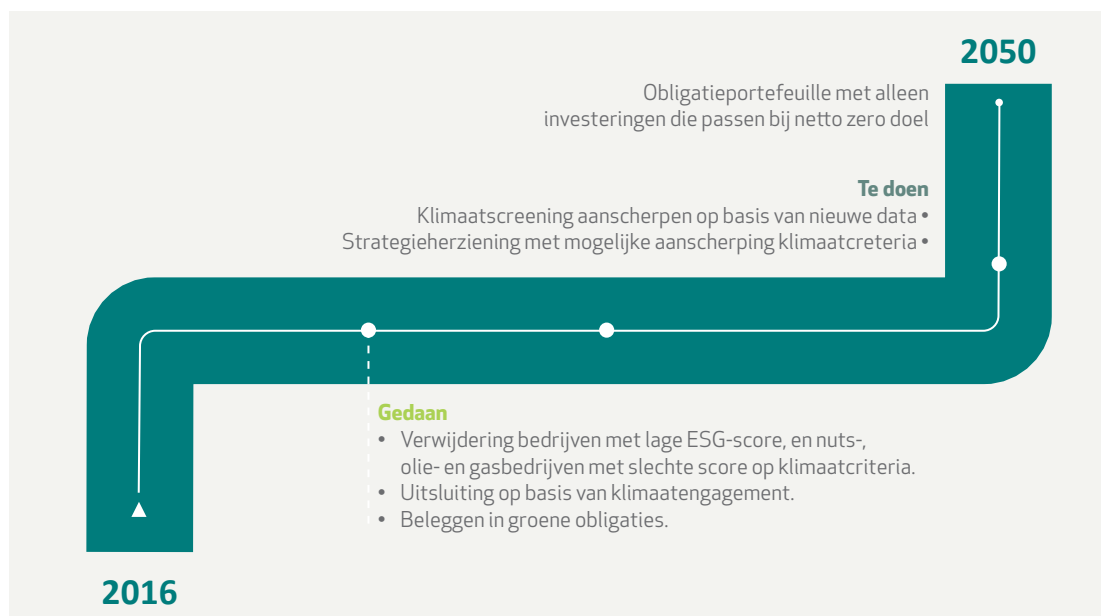 2050
Obligatieportefeuille met alleen
investeringen die passen bij netto zero doel
Te doen
Klimaatscreening aanscherpen op basis van nieuwe data •
Strategieherziening met mogelijke aanscherping klimaatcreteria •
Gedaan
• Verwijdering bedrijven met lage ESG-score, en nuts-,
olie- en gasbedrijven met slechte score op klimaatcriteria.
• Uitsluiting op basis van klimaatengagement.
• Beleggen in groene obligaties.
2016